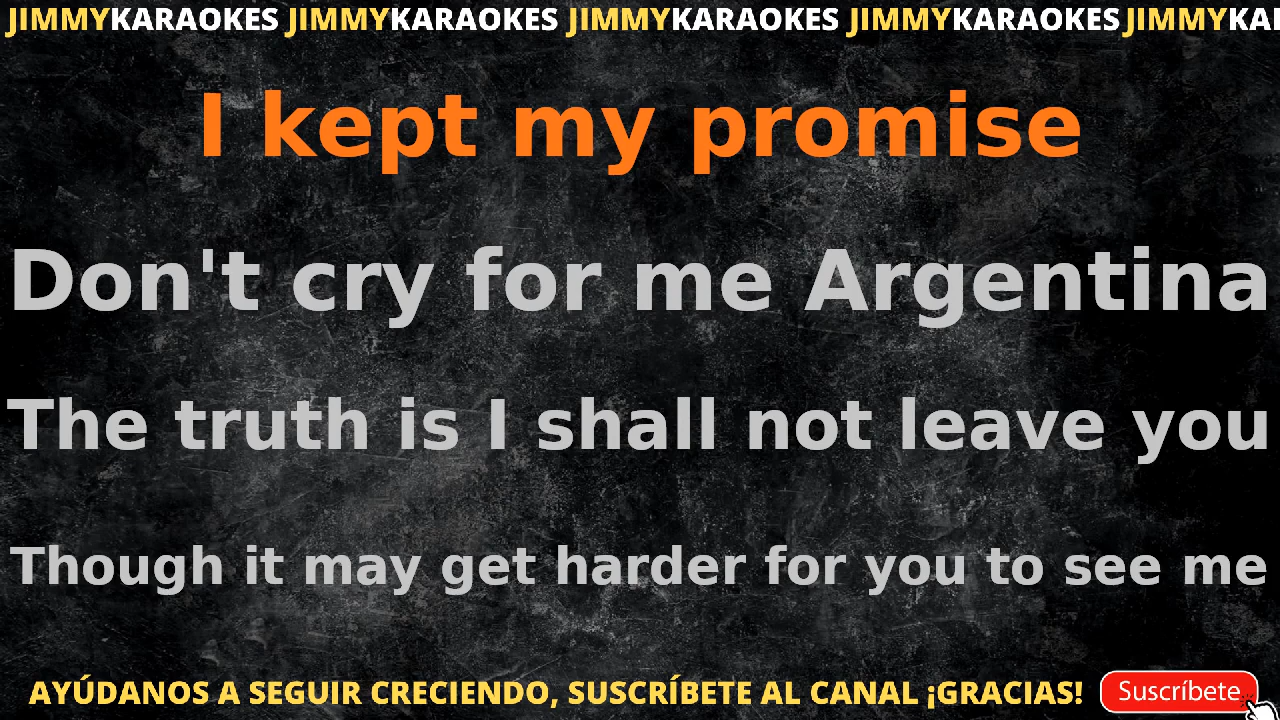 JIMMYKARAOKES JIMMYKARAOKES JIMMYKARAOKES JIMMYKARAOKES JIMMYKA
I kept my promise
Don't cry for me Argentina
The truth is I shall not leave you
Though it may get harder for you to see me
AYÚDANOS A SEGUIR CRECIENDO, SUSCRÍBETE AL CANAL ¡GRACIAS! Suscríbete